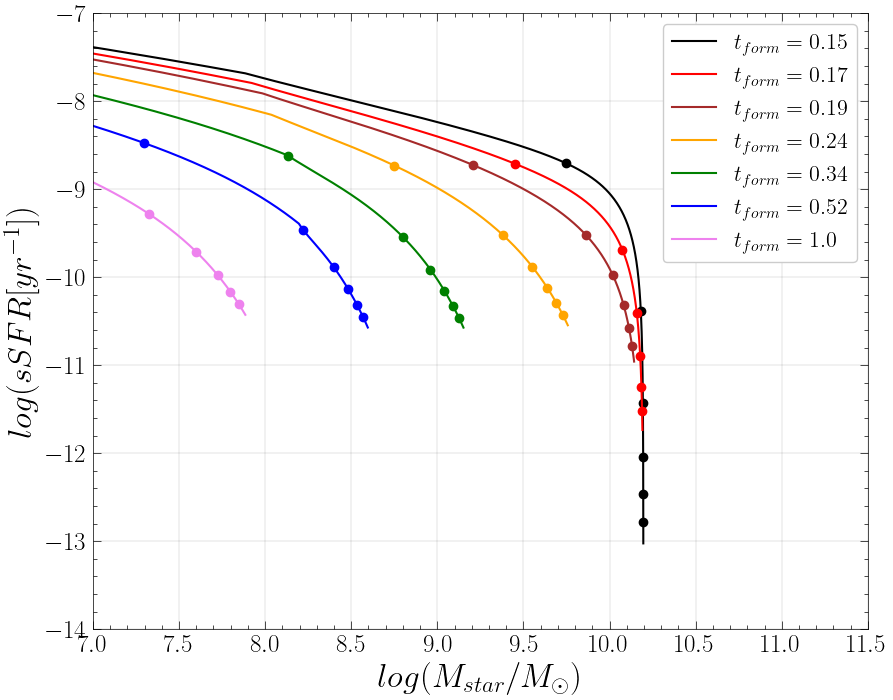 −7
−8
−9
−10
−11
−12
−13
−14
log(sSFR[yr⁻¹])
7.0 7.5 8.0 8.5 9.0 9.5 10.0 10.5 11.0 11.5
log(M_star/M_⊙)
t_form = 0.15
t_form = 0.17
t_form = 0.19
t_form = 0.24
t_form = 0.34
t_form = 0.52
t_form = 1.0